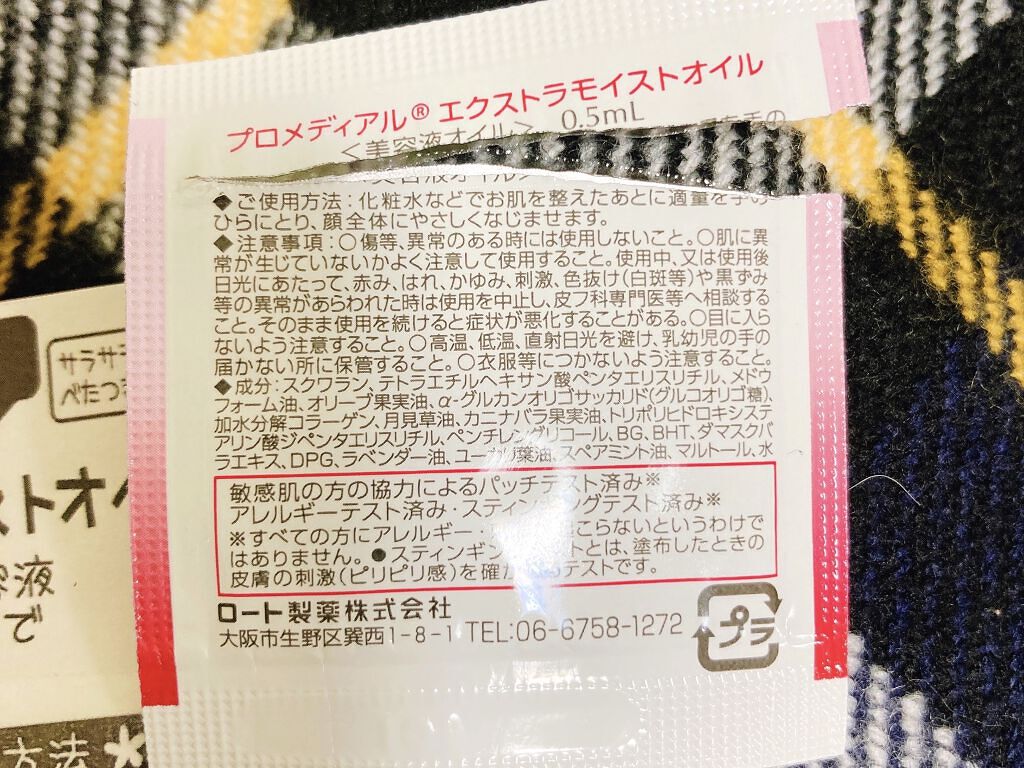 プロメディアル® エクストラモイストオイル
<美容液オイル> 0.5mL
◆ご使用方法：化粧水などでお肌を整えたあとに適量を手の
ひらにとり、顔全体にやさしくなじませます。
◆注意事項：○傷等、異常のある時には使用しないこと。○肌に異
常が生じていないかよく注意して使用すること。使用中、又は使用後
日光にあたって、赤み、はれ、かゆみ、刺激、色抜け(白斑等)や黒ずみ
等の異常があらわれた時は使用を中止し、皮フ科専門医等へ相談する
こと。そのまま使用を続けると症状が悪化することがある。○目に入ら
ないよう注意すること。○高温、低温、直射日光を避け、乳幼児の手の
届かない所に保管すること。○衣服等につかないよう注意すること。
◆成分：スクワラン、テトラエチルヘキサン酸ペンタエリスリチル、メドウ
フォーム油、オリーブ果実油、α-グルカンオリゴサッカリド(グルコオリゴ糖)、
加水分解コラーゲン、月見草油、カニナバラ果実油、トリポリヒドロキシステ
アリン酸ジペンタエリスリチル、ペンチレングリコール、BG、BHT、ダマスクバ
ラエキス、DPG、ラベンダー油、ユーカリ葉油、スペアミント油、マルトール、水
敏感肌の方の協力によるパッチテスト済み※
アレルギーテスト済み・スティンギングテスト済み※
※すべての方にアレルギー こらないというわけで
はありません。●スティンギン トとは、塗布したときの
皮膚の刺激(ピリピリ感)を確 テストです。
ロート製薬株式会社
大阪市生野区巽西1-8-1 TEL:06-6758-1272
プラ
サラサラ
べたつ
ストオ
容液
で
方法